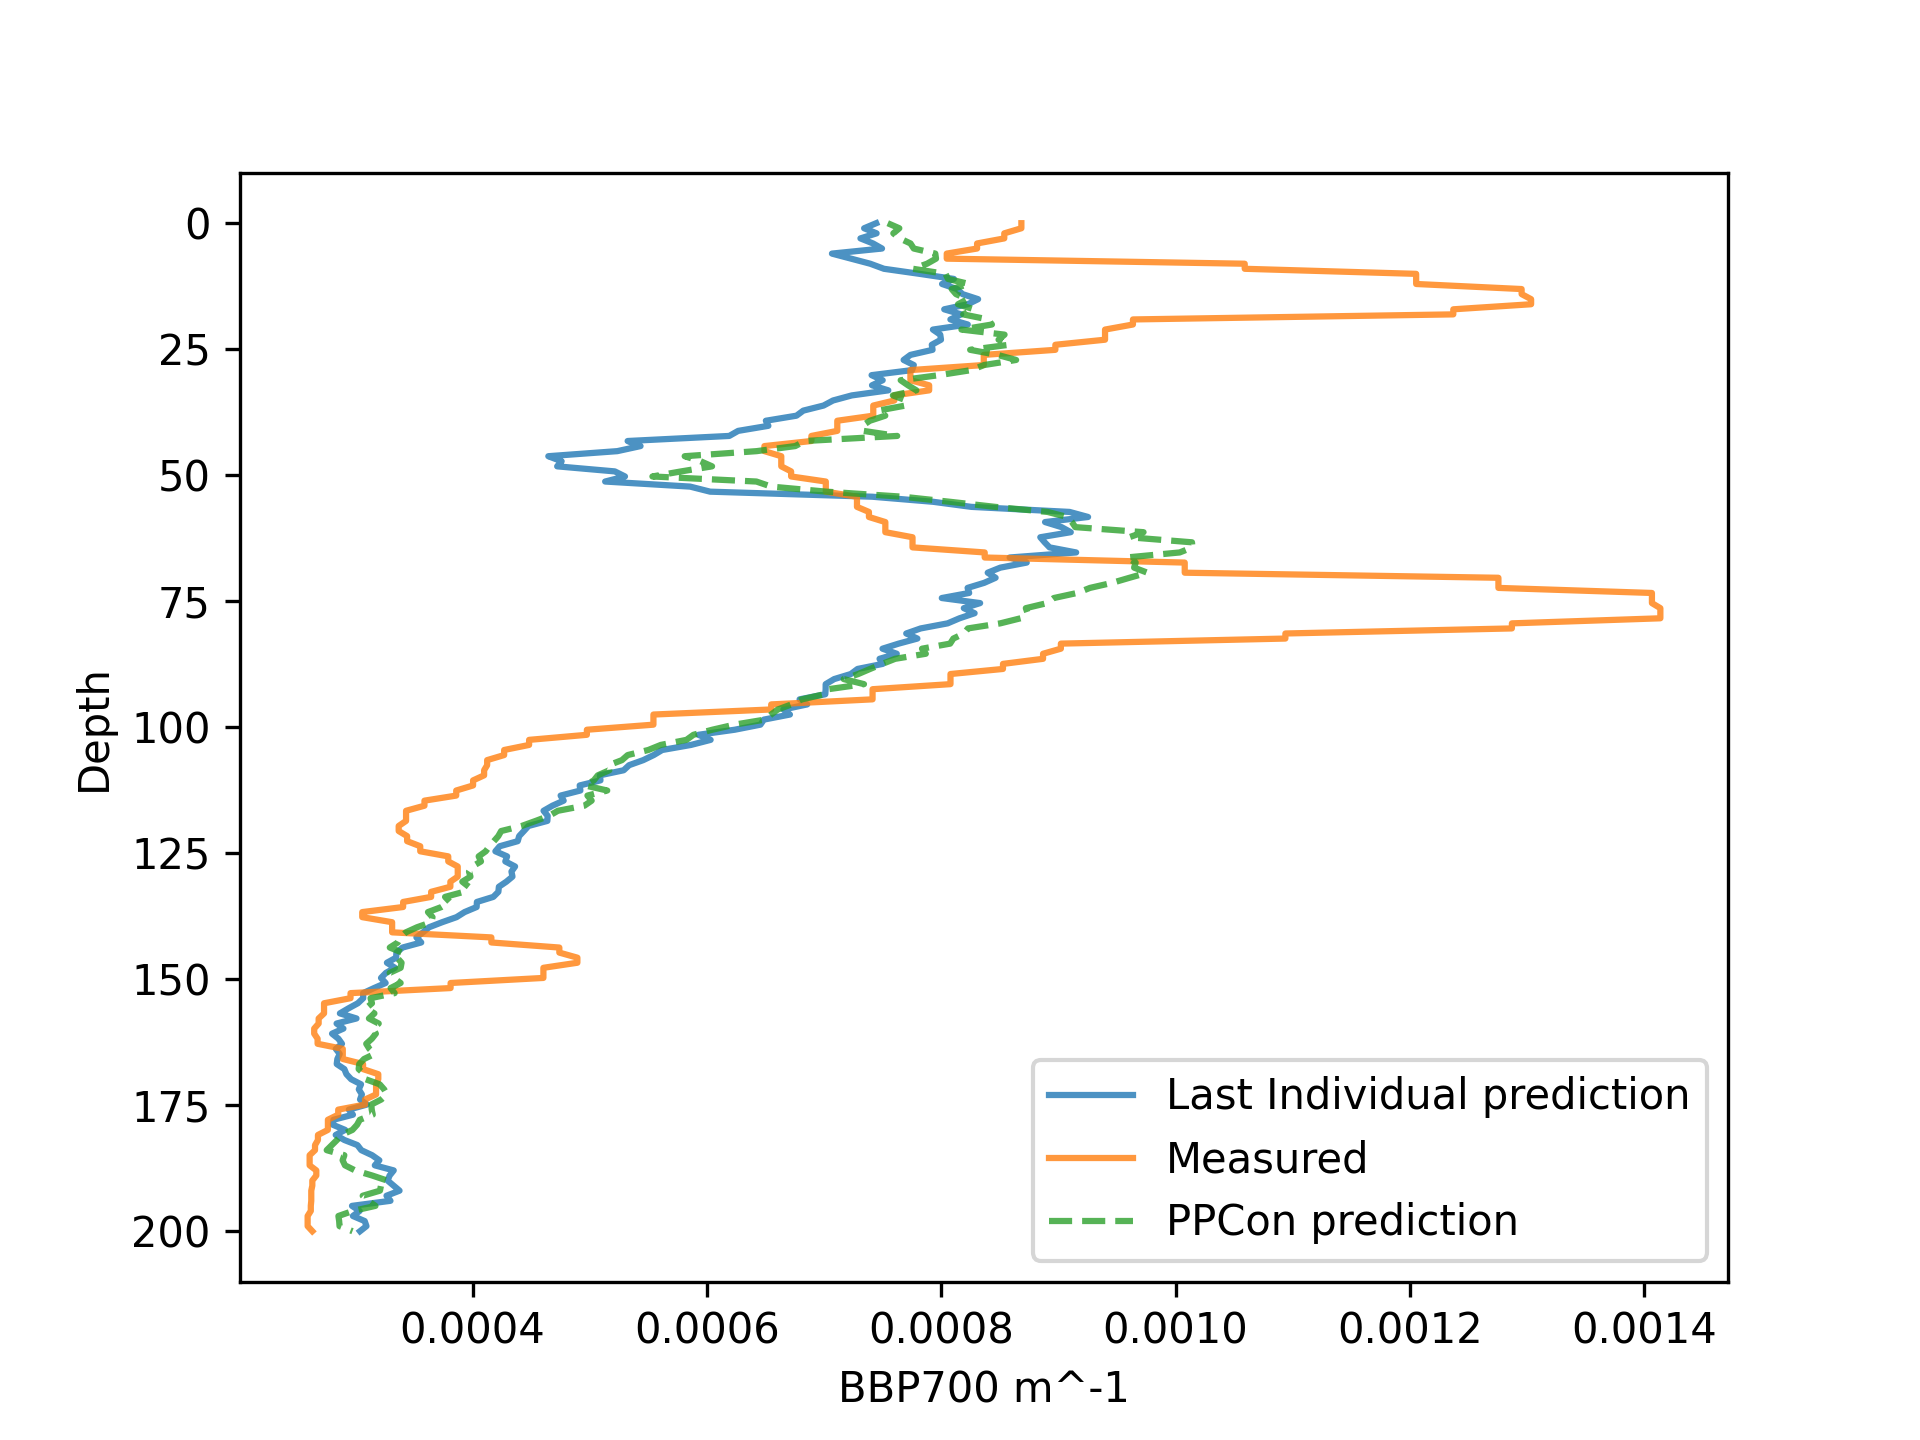 0
25
50
75
100
125
150
175
200
Depth
0.0004 0.0006 0.0008 0.0010 0.0012 0.0014
BBP700 m^-1
Last Individual prediction
Measured
PPCon prediction